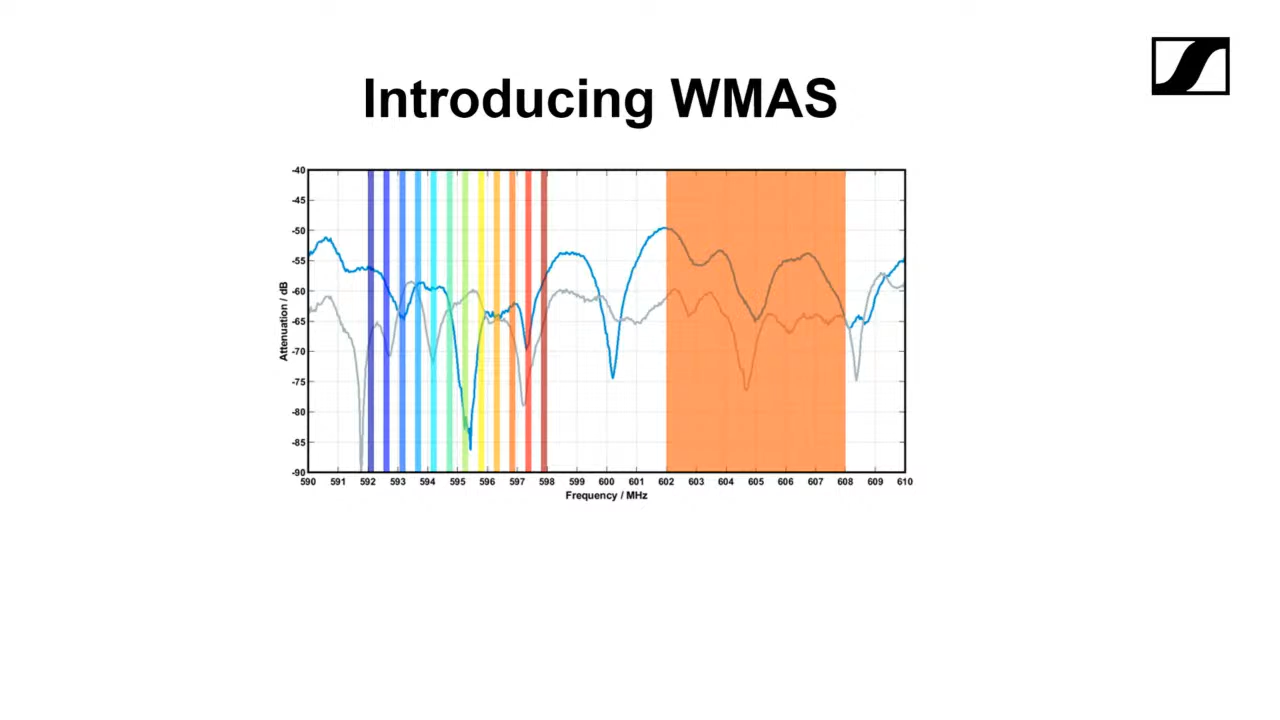 Introducing WMAS
-40
-45
-50
-55
-60
-65
-70
-75
-80
-85
-90
Attenuation / dB
590 591 592 593 594 595 596 597 598 599 600 601 602 603 604 605 606 607 608 609 610
Frequency / MHz